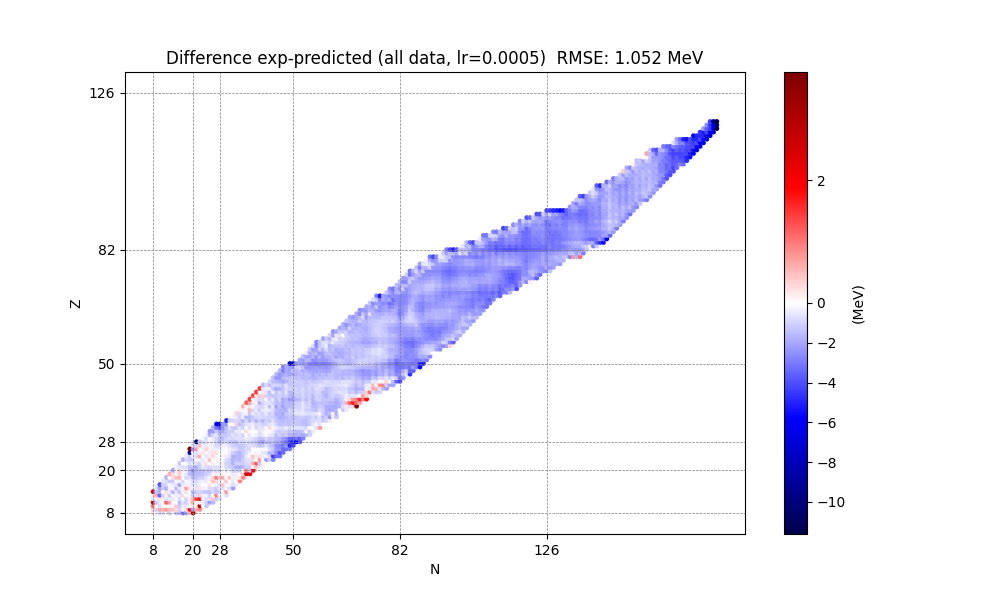 Difference exp-predicted (all data, lr=0.0005)  RMSE: 1.052 MeV
126
82
50
28
20
8
Z
8 20 28 50 82 126
N
2
0
−2
−4
−6
−8
−10
(MeV)